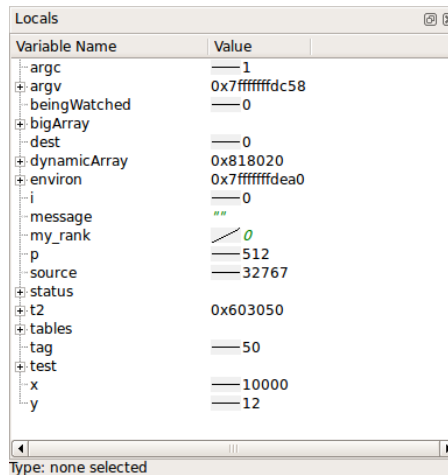 Locals
Variable Name Value
argc 1
argv 0x7fffffffdc58
beingWatched 0
bigArray
dest 0
dynamicArray 0x818020
environ 0x7fffffffdea0
i 0
message ""
my_rank 0
p 512
source 32767
status
t2 0x603050
tables
tag 50
test
x 10000
y 12
Type: none selected